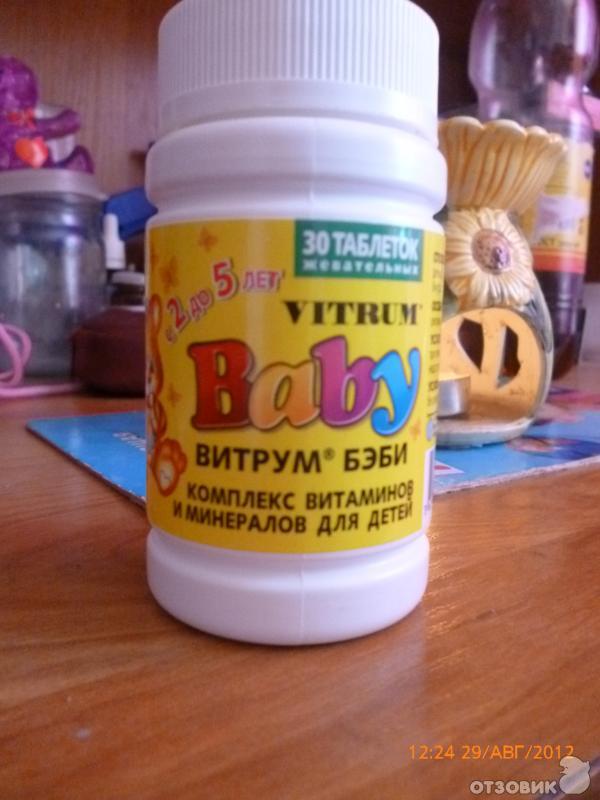 30 ТАБЛЕТОК
жевательных
с 2 до 5 лет
VITRUM
Baby
ВИТРУМ® БЭБИ
КОМПЛЕКС ВИТАМИНОВ
И МИНЕРАЛОВ ДЛЯ ДЕТЕЙ
12:24 29/АВГ/2012
ОТЗОВИК